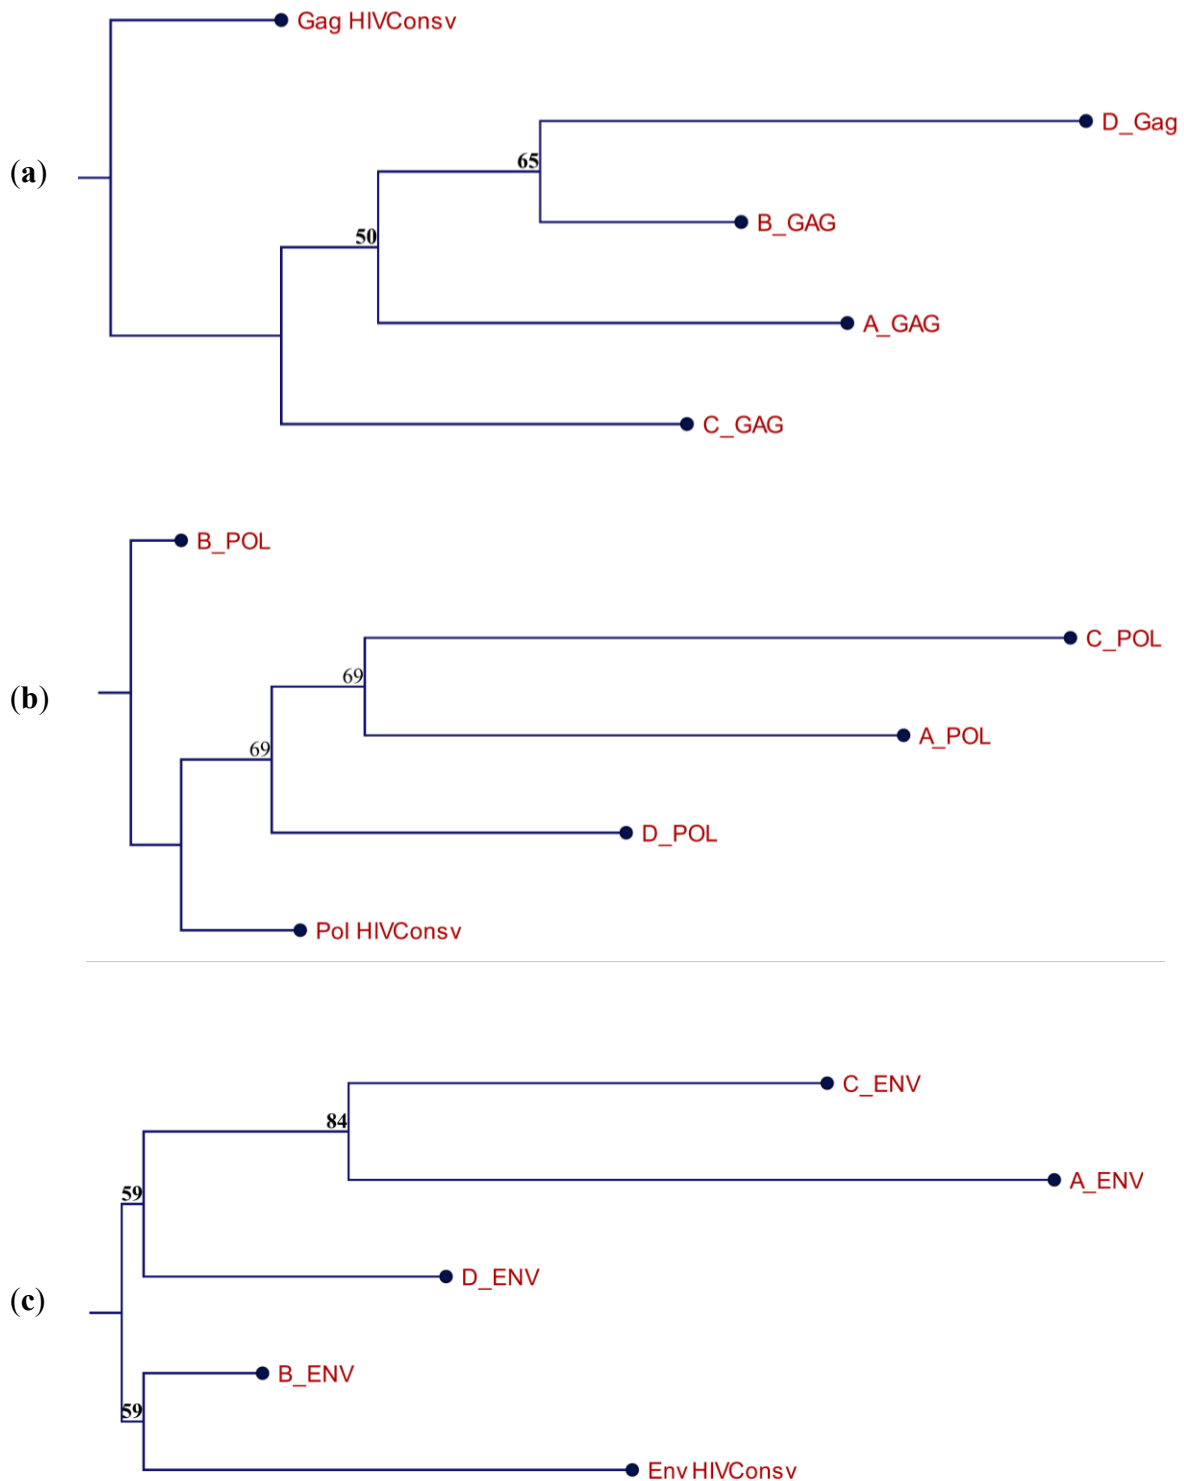 Gag HIVConsv
D_Gag
(a)
65
B_GAG
50
A_GAG
C_GAG
B_POL
C_POL
69
(b)
A_POL
69
D_POL
Pol HIVConsv
C_ENV
84
A_ENV
59
D_ENV
(c)
B_ENV
59
Env HIVConsv